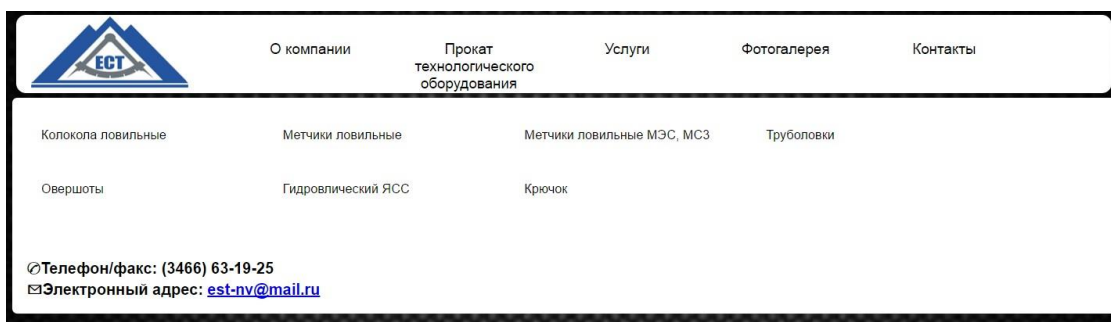 ЕСТ
О компании
Прокат
технологического
оборудования
Услуги
Фотогалерея
Контакты
Колокола ловильные
Метчики ловильные
Метчики ловильные МЭС, МСЗ
Труболовки
Овершоты
Гидровлический ЯСС
Крючок
✆Телефон/факс: (3466) 63-19-25
🖂Электронный адрес: est-nv@mail.ru